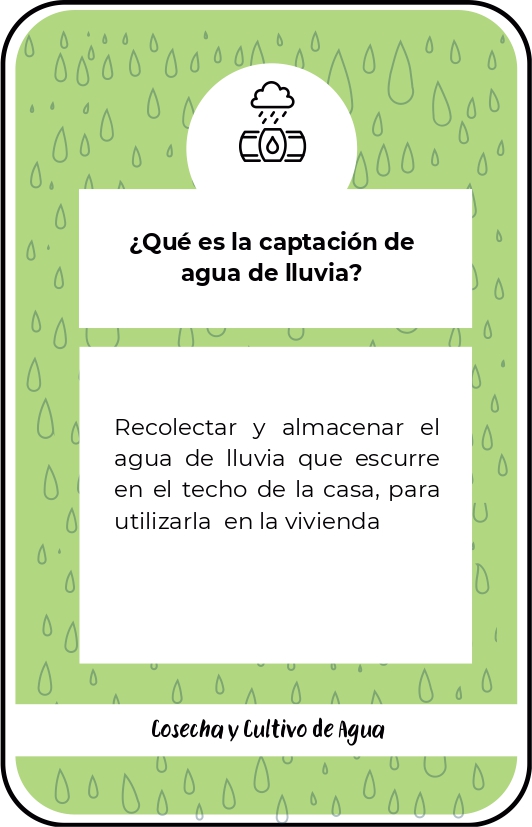 ¿Qué es la captación de
agua de lluvia?
Recolectar y almacenar el
agua de lluvia que escurre
en el techo de la casa, para
utilizarla en la vivienda
Cosecha y Cultivo de Agua